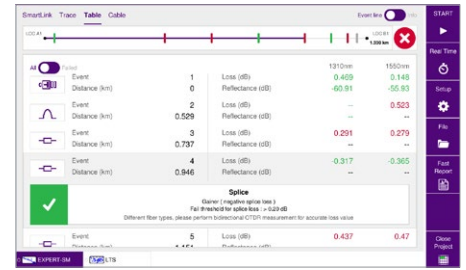 SmartLink Trace Table Cable Event line Info START
LOC A1 LOC B1
1.039 km
Real Time
All Failed 1310nm 1550nm
Event 1 Loss (dB) 0.469 0.148
Distance (km) 0 Reflectance (dB) -60.91 -55.93
Setup
Event 2 Loss (dB) -- 0.523
Distance (km) 0.529 Reflectance (dB) -- --
File
Event 3 Loss (dB) 0.291 0.279
Distance (km) 0.737 Reflectance (dB) -- --
Event 4 Loss (dB) -0.317 -0.365
Distance (km) 0.946 Reflectance (dB) -- --
Fast
Report
Splice
Gainer ( negative splice loss )
Fail threshold for splice loss : > 0.20 dB
Different fiber types, please perform bidirectional OTDR measurement for accurate loss value
Event 5 Loss (dB) 0.437 0.47
Distance (km) Reflectance (dB)
Close
Project
EXPERT-SM LTS